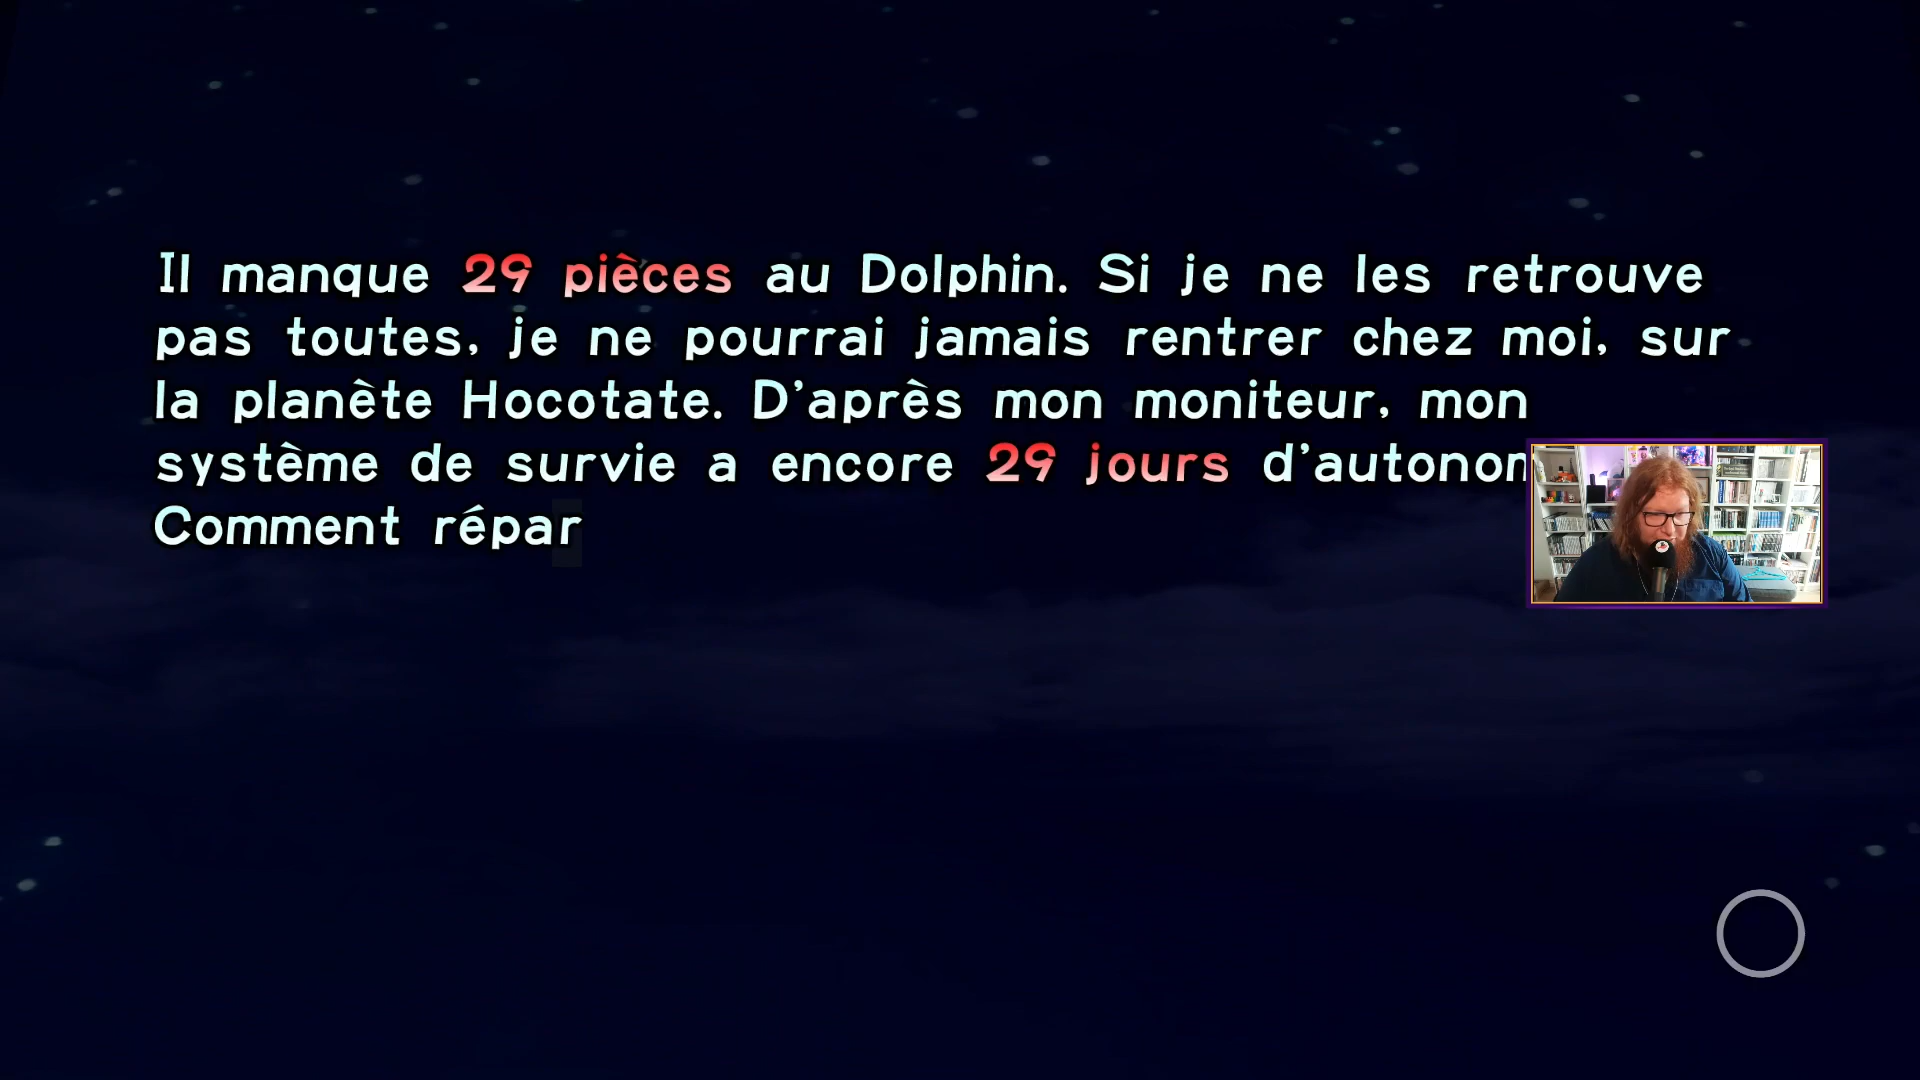 Il manque 29 pièces au Dolphin. Si je ne les retrouve
pas toutes, je ne pourrai jamais rentrer chez moi, sur
la planète Hocotate. D'après mon moniteur, mon
système de survie a encore 29 jours d'autonom
Comment répar